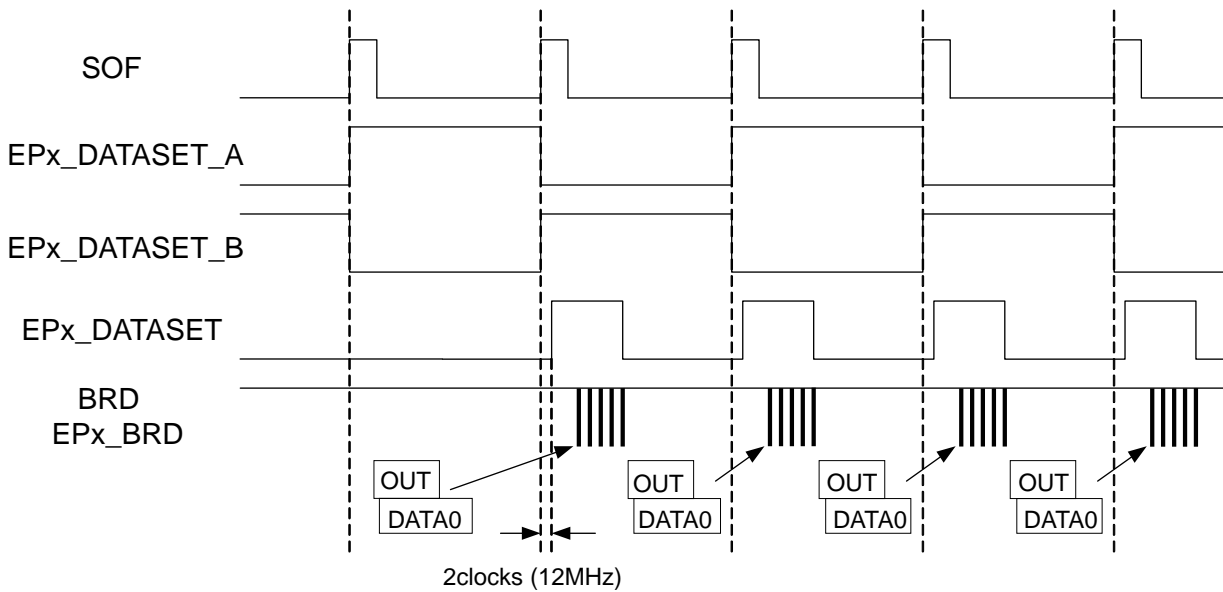 SOF
EPx_DATASET_A
EPx_DATASET_B
EPx_DATASET
BRD
EPx_BRD
OUT
DATA0
OUT
DATA0
OUT
DATA0
OUT
DATA0
2clocks (12MHz)